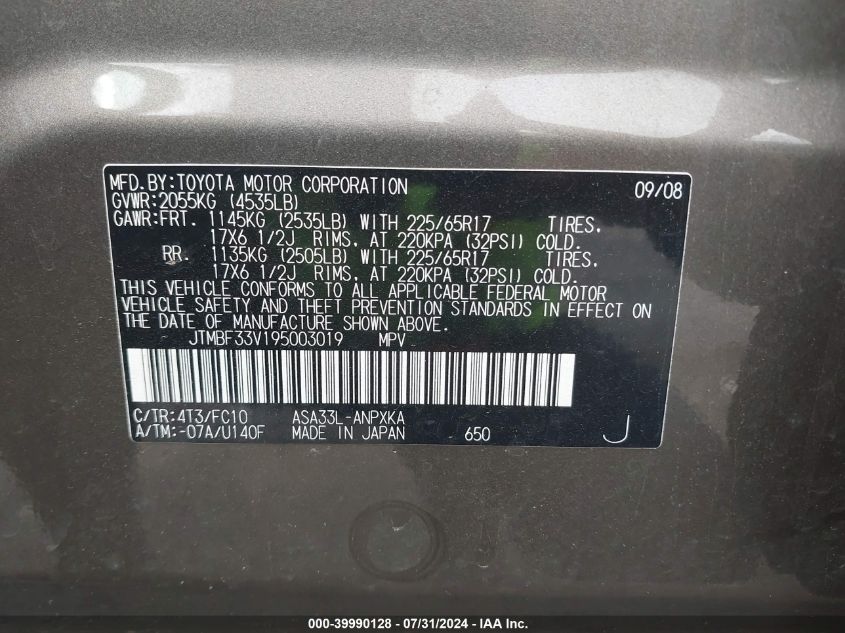 MFD.BY:TOYOTA MOTOR CORPORATION 09/08
GVWR:2055KG (4535LB)
GAWR:FRT. 1145KG (2535LB) WITH 225/65R17 TIRES.
17X6 1/2J RIMS. AT 220KPA (32PSI) COLD.
RR. 1135KG (2505LB) WITH 225/65R17 TIRES.
17X6 1/2J RIMS. AT 220KPA (32PSI) COLD.
THIS VEHICLE CONFORMS TO ALL APPLICABLE FEDERAL MOTOR
VEHICLE SAFETY AND THEFT PREVENTION STANDARDS IN EFFECT ON
THE DATE OF MANUFACTURE SHOWN ABOVE.
JTMBF33V195003019 MPV
C/TR:4T3/FC10 ASA33L-ANPXKA
A/TM:-07A/U140F MADE IN JAPAN 650 J
000-39990128 - 07/31/2024 - IAA Inc.